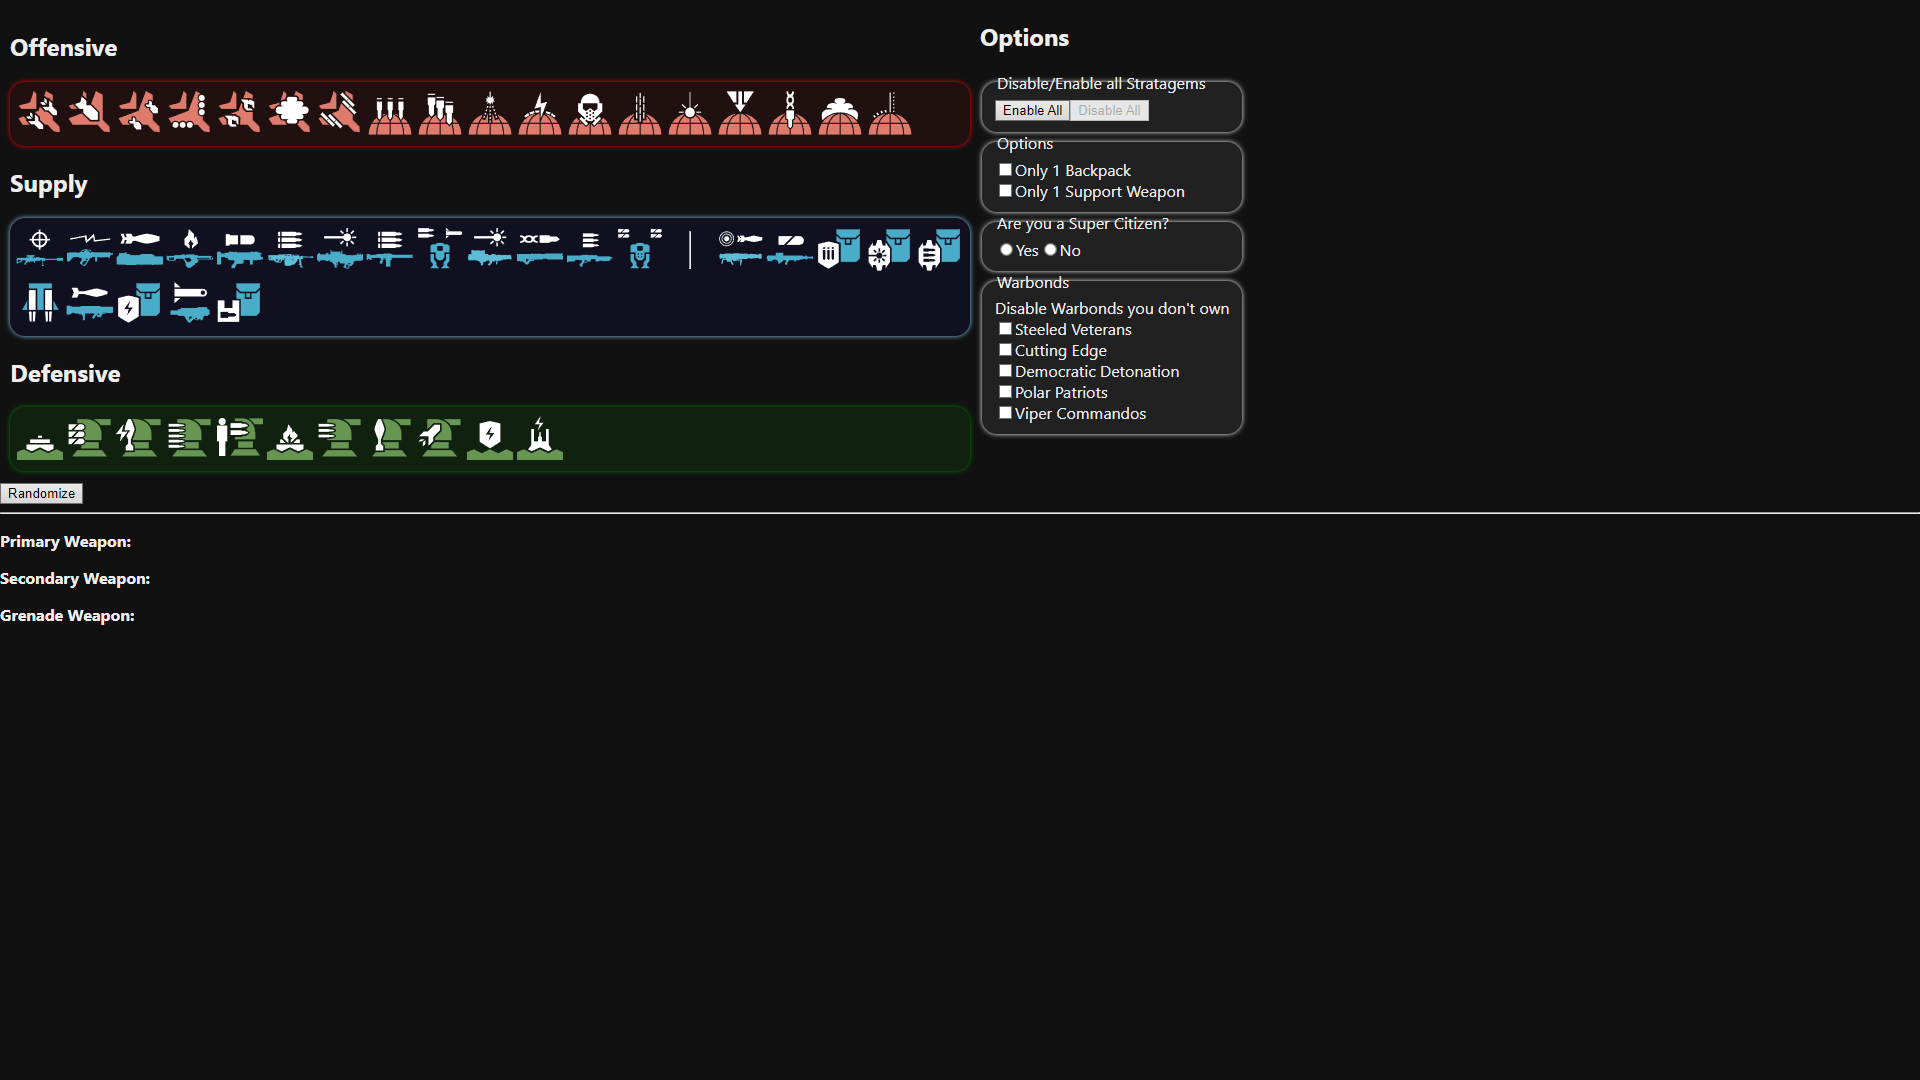 Offensive
Supply
Defensive
Randomize
Options
Disable/Enable all Stratagems
Enable All Disable All
Options
Only 1 Backpack
Only 1 Support Weapon
Are you a Super Citizen?
Yes No
Warbonds
Disable Warbonds you don't own
Steeled Veterans
Cutting Edge
Democratic Detonation
Polar Patriots
Viper Commandos
Primary Weapon:
Secondary Weapon:
Grenade Weapon: